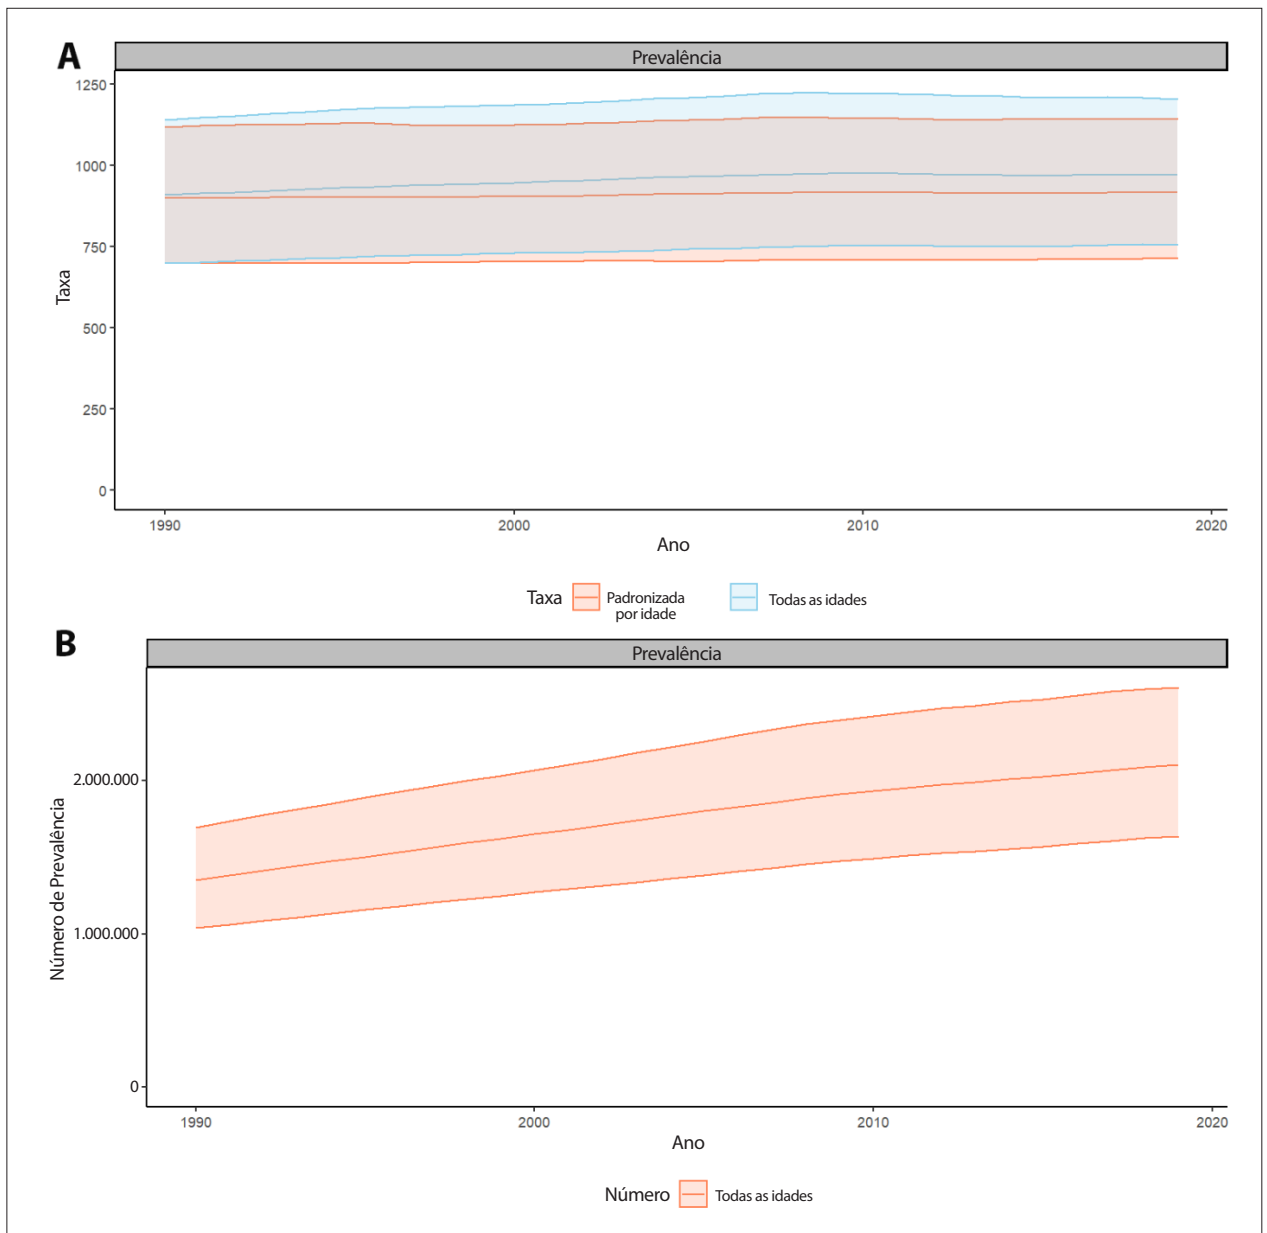 A
Prevalência
1250
1000
750
500
250
0
Taxa
1990
2000
2010
2020
Ano
Taxa
Padronizada
por idade
Todas as idades
B
Prevalência
2.000.000
1.000.000
0
Número de Prevalência
1990
2000
2010
2020
Ano
Número
Todas as idades